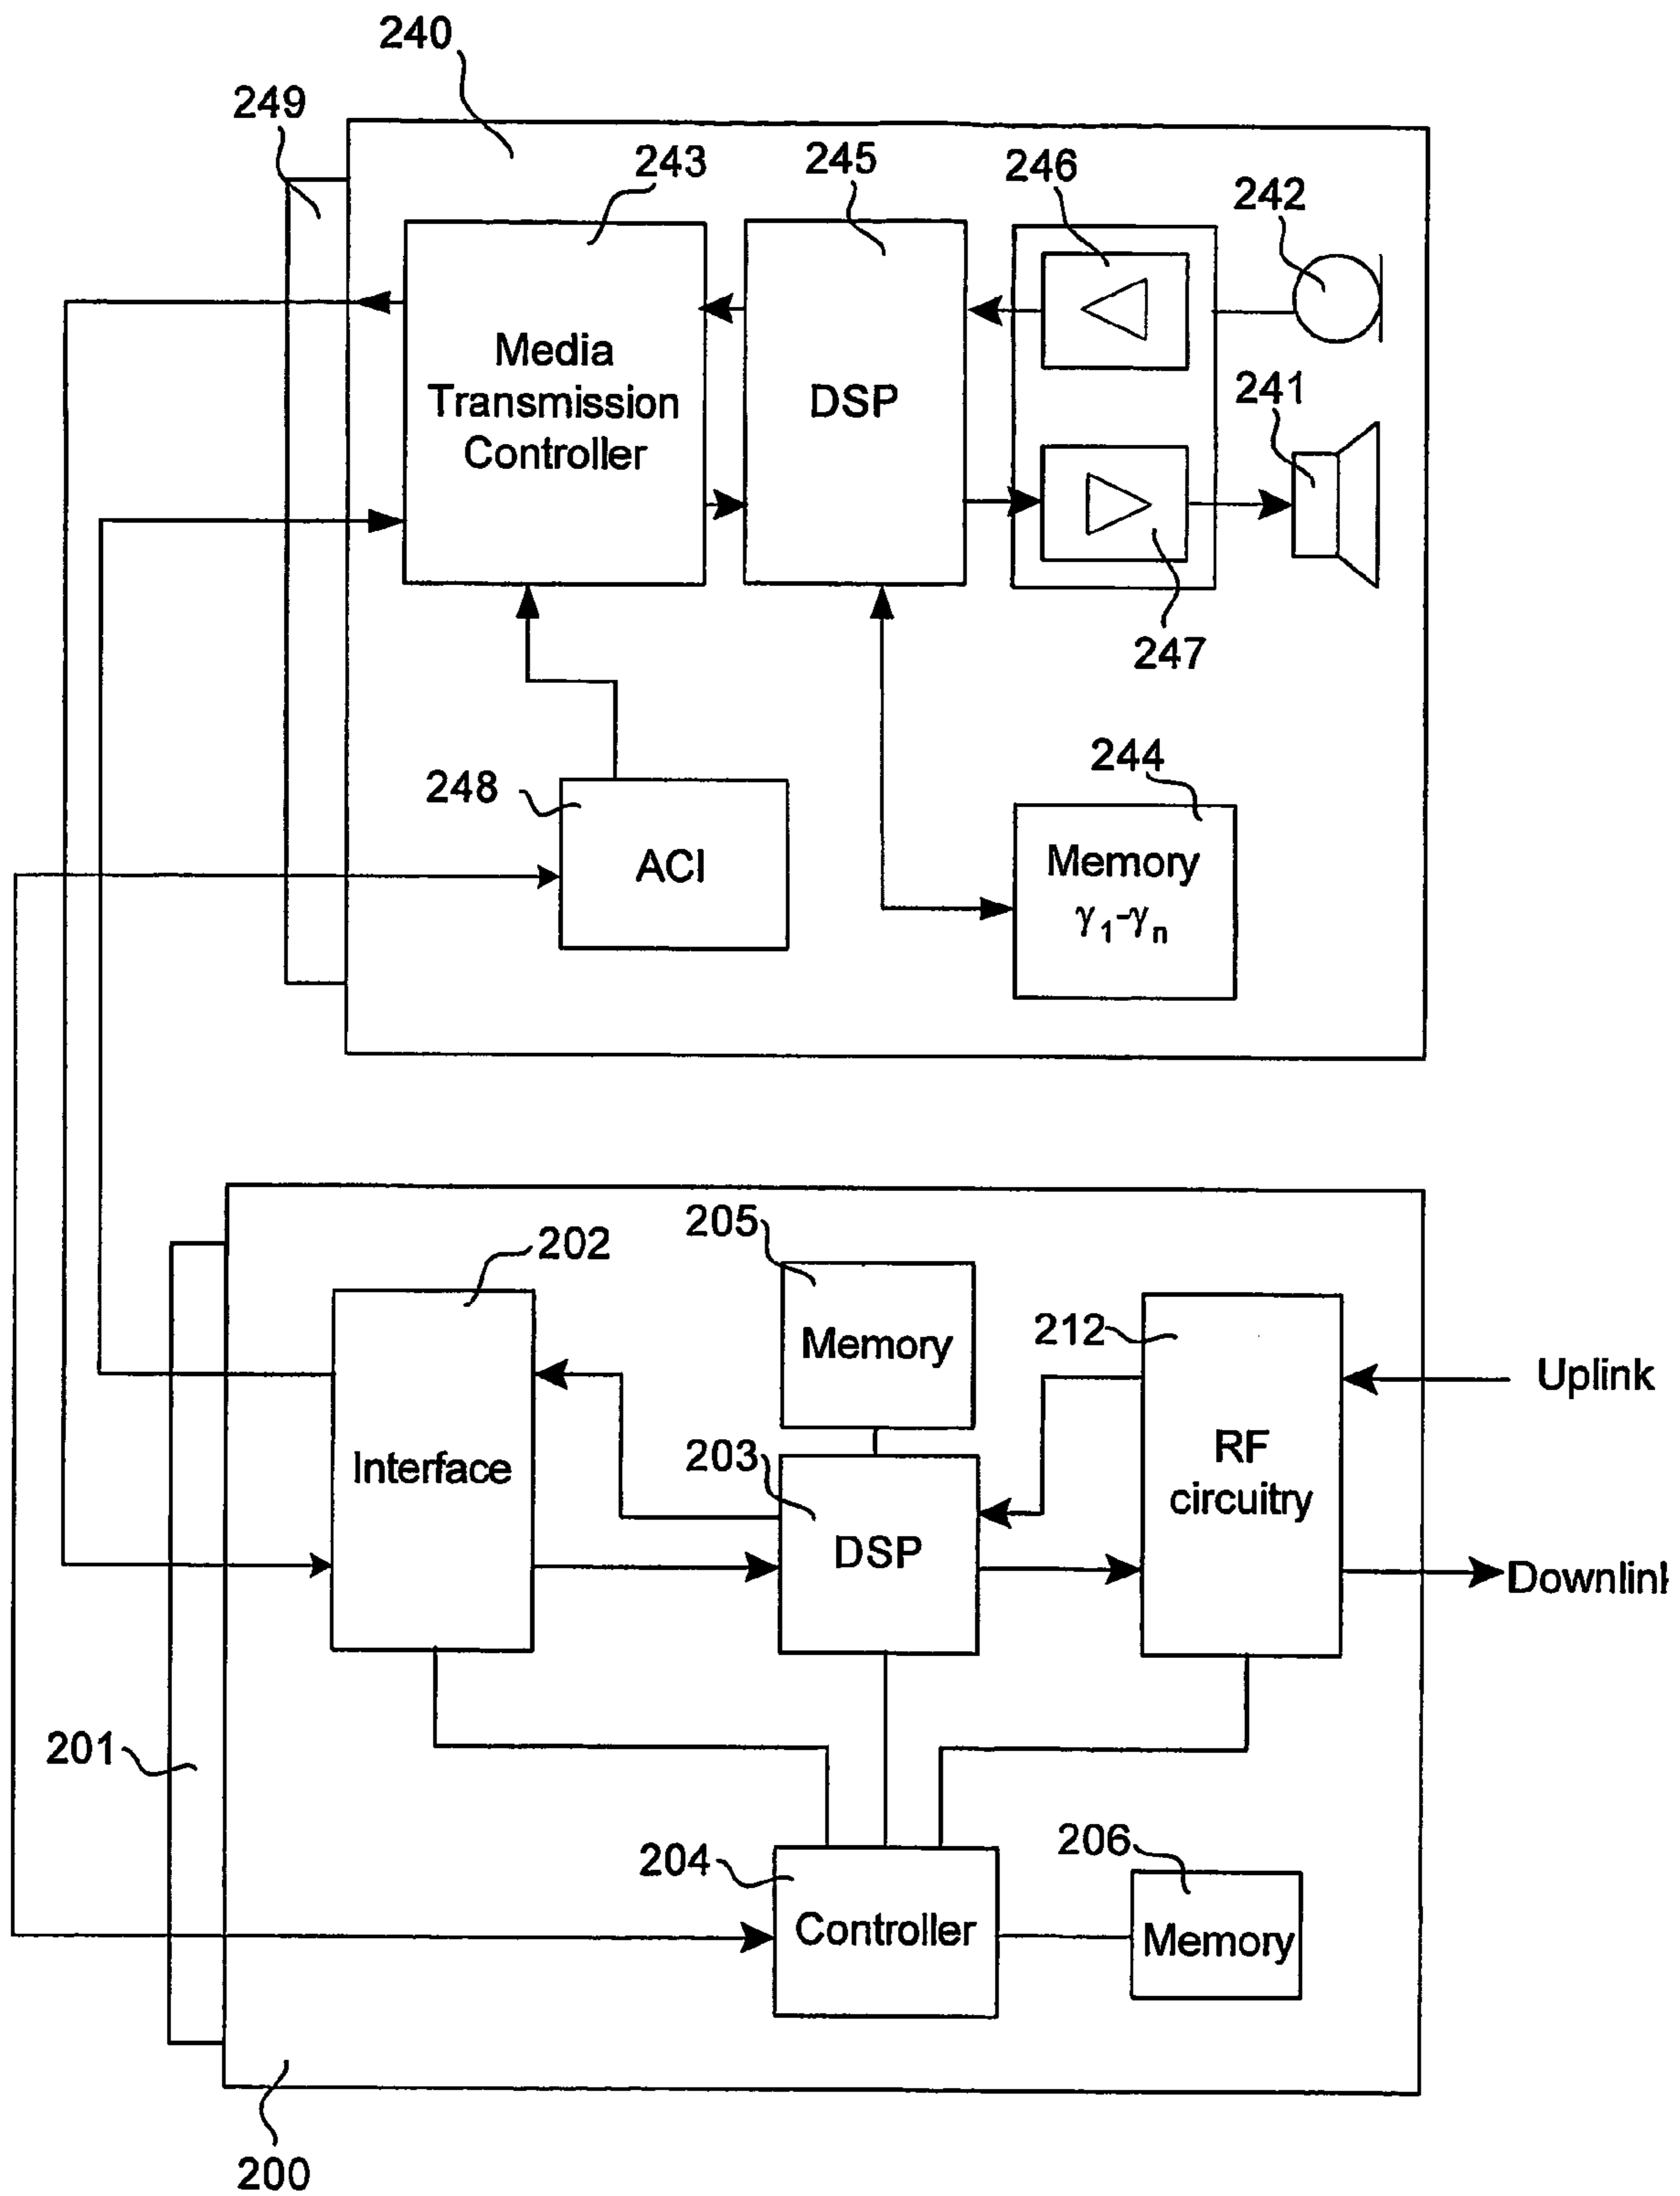 240
249
243
245
246
242
Media
Transmission
Controller
DSP
241
247
248
ACI
244
Memory
γ1-γn
202
205
Memory
212
Uplink
Interface
203
DSP
RF
circuitry
Downlink
201
204
Controller
206
Memory
200